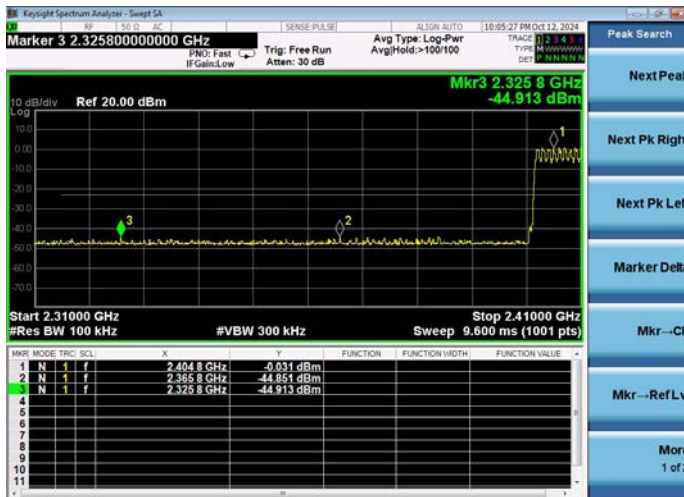 Keysight Spectrum Analyzer - Swept SA
RF 50 Ω AC SENSE:PULSE ALIGN AUTO 10:05:27 PM Oct 12, 2024
Marker 3 2.325800000000 GHz
PNO: Fast
IFGain:Low
Trig: Free Run
Atten: 30 dB
Avg Type: Log-Pwr
Avg|Hold:>100/100
TRACE 1 2 3 4 5 6
TYPE M
DET P N N N N N
Peak Search
Mkr3 2.325 8 GHz
-44.913 dBm
10 dB/div Ref 20.00 dBm
Log
10.0
0.00
-10.0
-20.0
-30.0
-40.0
-50.0
-60.0
-70.0
1
2
3
Start 2.31000 GHz Stop 2.41000 GHz
#Res BW 100 kHz #VBW 300 kHz Sweep 9.600 ms (1001 pts)
MKR MODE TRC SCL X Y FUNCTION FUNCTION WIDTH FUNCTION VALUE
1 N 1 f 2.404 8 GHz -0.031 dBm
2 N 1 f 2.365 8 GHz -44.851 dBm
3 N 1 f 2.325 8 GHz -44.913 dBm
4
5
6
7
8
9
10
11
Next Peak
Next Pk Righ
Next Pk Left
Marker Delta
Mkr→CF
Mkr→Ref Lv
More
1 of 2